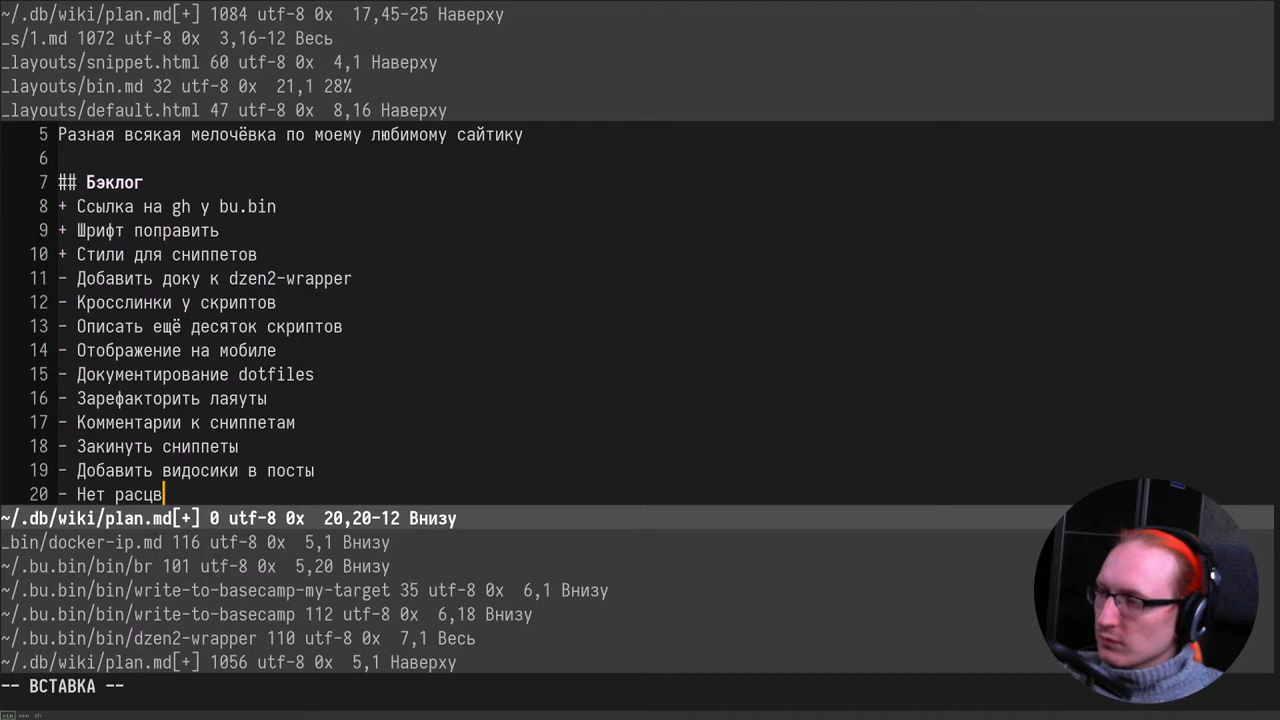 ~/.db/wiki/plan.md[+] 1084 utf-8 0x  17,45-25 Наверху
_s/1.md 1072 utf-8 0x  3,16-12 Весь
_layouts/snippet.html 60 utf-8 0x  4,1 Наверху
_layouts/bin.md 32 utf-8 0x  21,1 28%
_layouts/default.html 47 utf-8 0x  8,16 Наверху
5 Разная всякая мелочёвка по моему любимому сайтику
6
7 ## Бэклог
8 + Ссылка на gh у bu.bin
9 + Шрифт поправить
10 + Стили для сниппетов
11 - Добавить доку к dzen2-wrapper
12 - Кросслинки у скриптов
13 - Описать ещё десяток скриптов
14 - Отображение на мобиле
15 - Документирование dotfiles
16 - Зарефакторить лаяуты
17 - Комментарии к сниппетам
18 - Закинуть сниппеты
19 - Добавить видосики в посты
20 - Нет расцв
~/.db/wiki/plan.md[+] 0 utf-8 0x  20,20-12 Внизу
_bin/docker-ip.md 116 utf-8 0x  5,1 Внизу
~/.bu.bin/bin/br 101 utf-8 0x  5,20 Внизу
~/.bu.bin/bin/write-to-basecamp-my-target 35 utf-8 0x  6,1 Внизу
~/.bu.bin/bin/write-to-basecamp 112 utf-8 0x  6,18 Внизу
~/.bu.bin/bin/dzen2-wrapper 110 utf-8 0x  7,1 Весь
~/.db/wiki/plan.md[+] 1056 utf-8 0x  5,1 Наверху
-- ВСТАВКА --